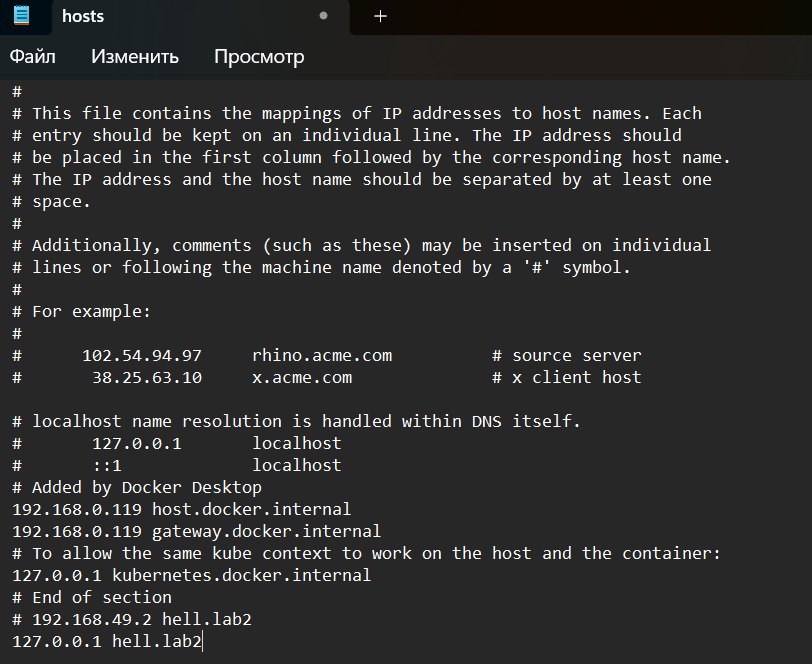 hosts
Файл Изменить Просмотр
#
# This file contains the mappings of IP addresses to host names. Each
# entry should be kept on an individual line. The IP address should
# be placed in the first column followed by the corresponding host name.
# The IP address and the host name should be separated by at least one
# space.
#
# Additionally, comments (such as these) may be inserted on individual
# lines or following the machine name denoted by a '#' symbol.
#
# For example:
#
#      102.54.94.97     rhino.acme.com          # source server
#       38.25.63.10     x.acme.com              # x client host

# localhost name resolution is handled within DNS itself.
#       127.0.0.1       localhost
#       ::1             localhost
# Added by Docker Desktop
192.168.0.119 host.docker.internal
192.168.0.119 gateway.docker.internal
# To allow the same kube context to work on the host and the container:
127.0.0.1 kubernetes.docker.internal
# End of section
# 192.168.49.2 hell.lab2
127.0.0.1 hell.lab2